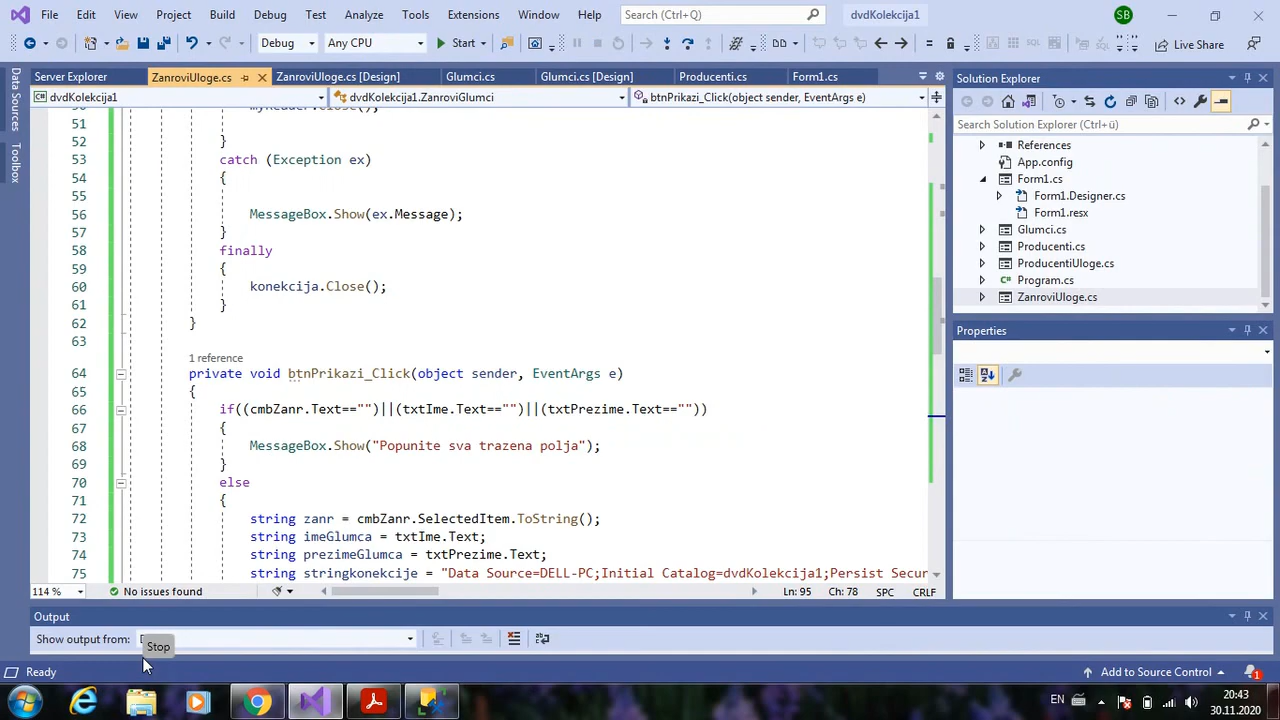 File Edit View Project Build Debug Test Analyze Tools Extensions Window Help Search (Ctrl+Q) dvdKolekcija1 SB
Debug Any CPU Start Live Share
Server Explorer ZanroviUloge.cs ZanroviUloge.cs [Design] Glumci.cs Glumci.cs [Design] Producenti.cs Form1.cs
dvdKolekcija1 dvdKolekcija1.ZanroviGlumci btnPrikazi_Click(object sender, EventArgs e)
Data Sources
Toolbox
51
52 }
53 catch (Exception ex)
54 {
55
56 MessageBox.Show(ex.Message);
57 }
58 finally
59 {
60 konekcija.Close();
61 }
62 }
63
1 reference
64 private void btnPrikazi_Click(object sender, EventArgs e)
65 {
66 if((cmbZanr.Text=="")||(txtIme.Text=="")||(txtPrezime.Text==""))
67 {
68 MessageBox.Show("Popunite sva trazena polja");
69 }
70 else
71 {
72 string zanr = cmbZanr.SelectedItem.ToString();
73 string imeGlumca = txtIme.Text;
74 string prezimeGlumca = txtPrezime.Text;
75 string stringkonekcije = "Data Source=DELL-PC;Initial Catalog=dvdKolekcija1;Persist Secur
114 % No issues found Ln: 95 Ch: 78 SPC CRLF
Output
Show output from:
Stop
Ready
Add to Source Control 1
Solution Explorer
Search Solution Explorer (Ctrl+ü)
References
App.config
Form1.cs
Form1.Designer.cs
Form1.resx
Glumci.cs
Producenti.cs
ProducentiUloge.cs
Program.cs
ZanroviUloge.cs
Properties
EN
20:43
30.11.2020